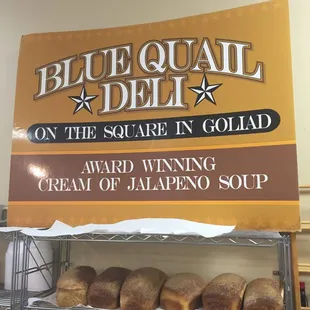 BLUE QUAIL
DELI
ON THE SQUARE IN GOLIAD
AWARD WINNING
CREAM OF JALAPENO SOUP